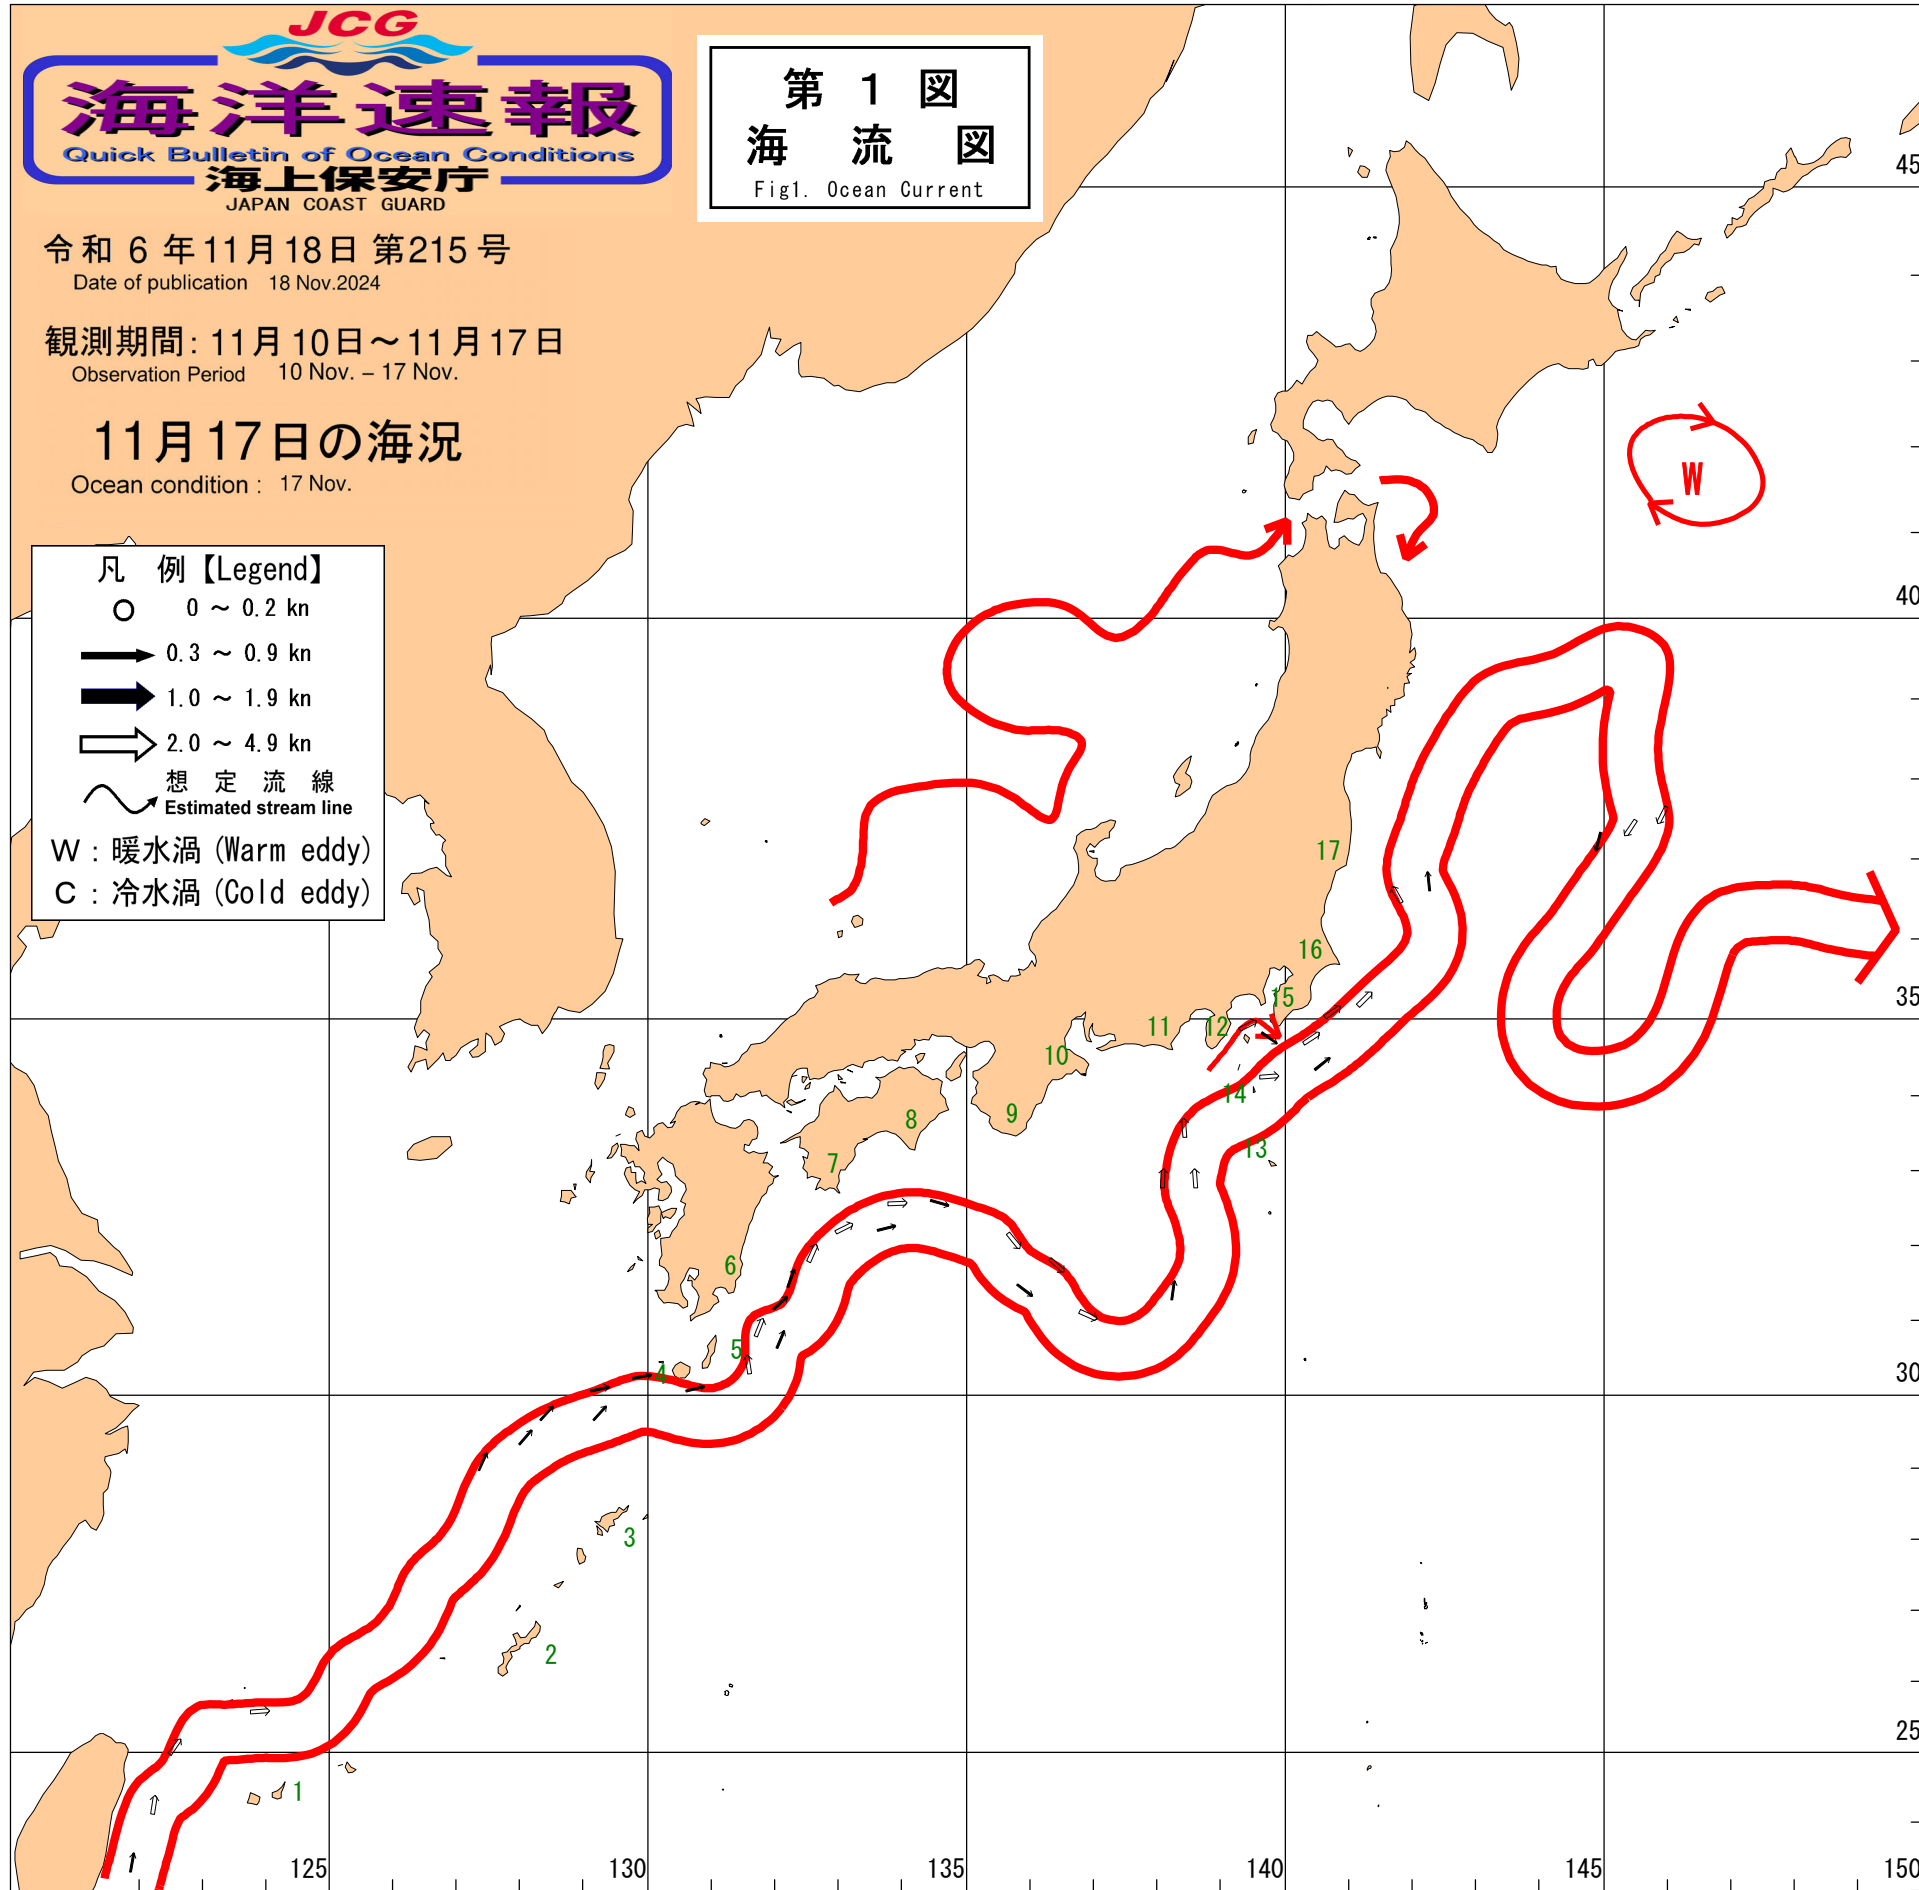 JCG
海洋速報
Quick Bulletin of Ocean Conditions
海上保安庁
JAPAN COAST GUARD
第 1 図
海 流 図
Fig1. Ocean Current
令和 6 年 11月 18日 第215号
Date of publication 18 Nov.2024
観測期間: 11月 10日～11月 17日
Observation Period 10 Nov. – 17 Nov.
11月17日の海況
Ocean condition : 17 Nov.
凡 例【Legend】
0 ～ 0.2 kn
0.3 ～ 0.9 kn
1.0 ～ 1.9 kn
2.0 ～ 4.9 kn
想 定 流 線
Estimated stream line
W : 暖水渦 (Warm eddy)
C : 冷水渦 (Cold eddy)
45
W
40
17
16
35
15
12
11
10
14
9
8
13
7
6
5
4
30
3
2
25
1
125
130
135
140
145
150